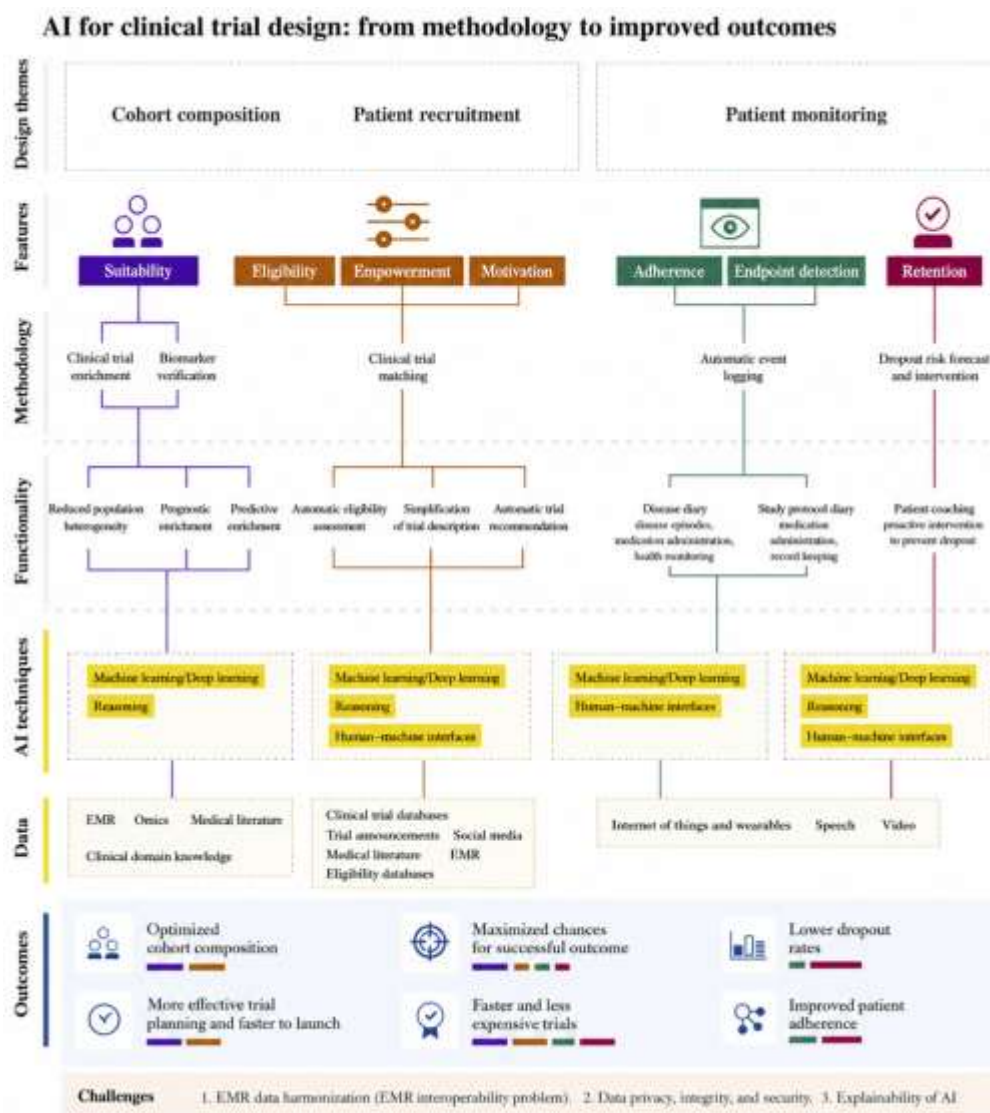 AI for clinical trial design: from methodology to improved outcomes
Design themes
Cohort composition
Patient recruitment
Patient monitoring
Features
Suitability
Eligibility
Empowerment
Motivation
Adherence
Endpoint detection
Retention
Methodology
Clinical trial
enrichment
Biomarker
verification
Clinical trial
matching
Automatic event
logging
Dropout risk forecast
and intervention
Functionality
Reduced population
heterogeneity
Prognostic
enrichment
Predictive
enrichment
Automatic eligibility
assessment
Simplification
of trial description
Automatic trial
recommendation
Disease diary
disease episodes,
medication administration,
health monitoring
Study protocol diary
medication
administration,
record keeping
Patient coaching
proactive intervention
to prevent dropout
AI techniques
Machine learning/Deep learning
Reasoning
Machine learning/Deep learning
Reasoning
Human–machine interfaces
Machine learning/Deep learning
Human–machine interfaces
Machine learning/Deep learning
Reasoning
Human–machine interfaces
Data
EMR Omics Medical literature
Clinical domain knowledge
Clinical trial databases
Trial announcements Social media
Medical literature EMR
Eligibility databases
Internet of things and wearables Speech Video
Outcomes
Optimized
cohort composition
Maximized chances
for successful outcome
Lower dropout
rates
More effective trial
planning and faster to launch
Faster and less
expensive trials
Improved patient
adherence
Challenges 1. EMR data harmonization (EMR interoperability problem) 2. Data privacy, integrity, and security. 3. Explainability of AI